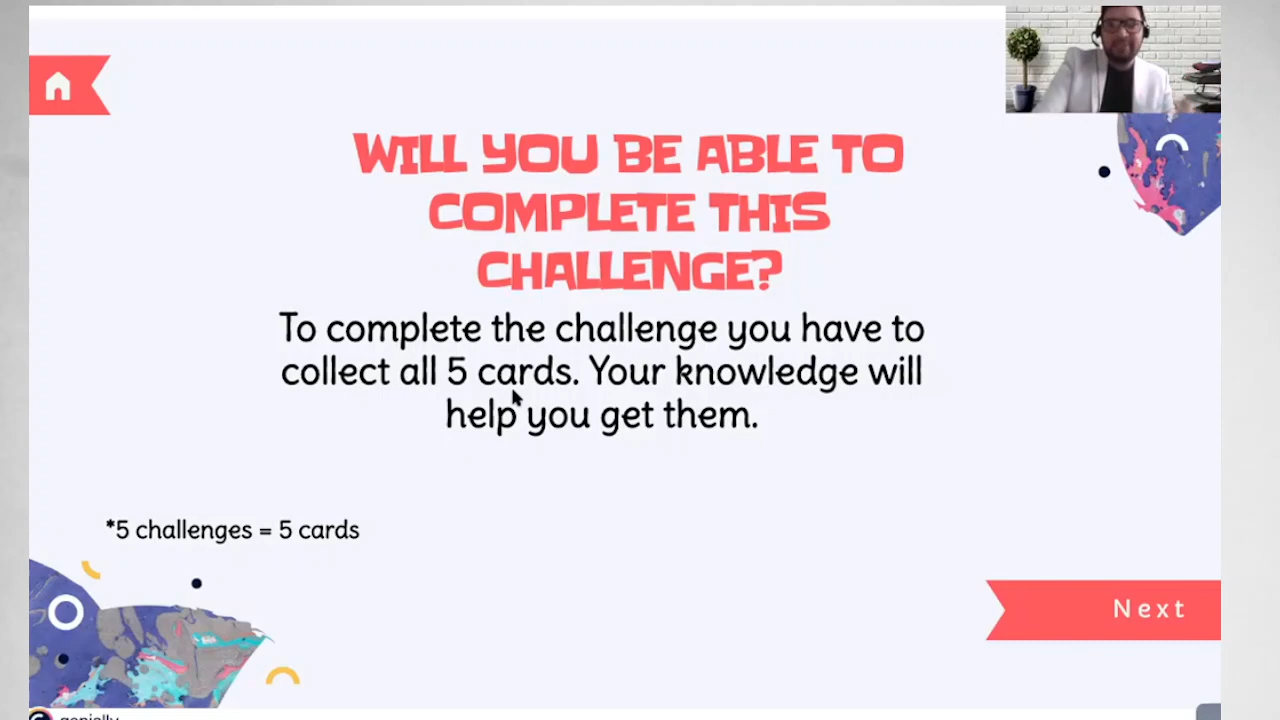 WILL YOU BE ABLE TO
COMPLETE THIS
CHALLENGE?
To complete the challenge you have to
collect all 5 cards. Your knowledge will
help you get them.
*5 challenges = 5 cards
Next
genially